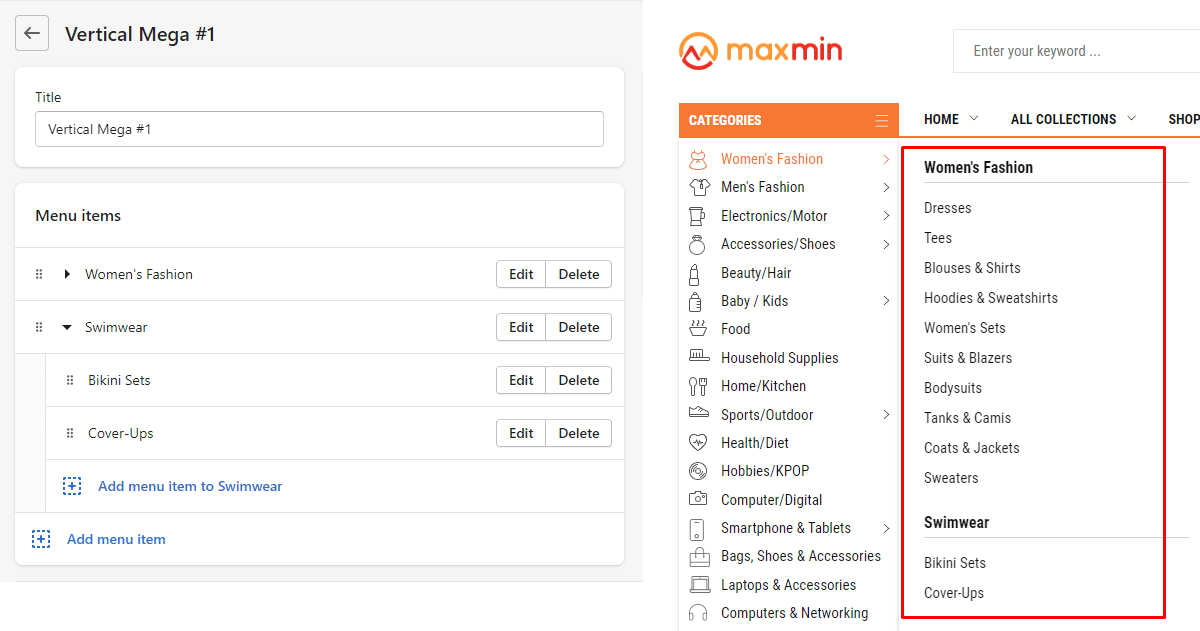 Vertical Mega #1
Title
Vertical Mega #1
Menu items
Women's Fashion Edit Delete
Swimwear Edit Delete
Bikini Sets Edit Delete
Cover-Ups Edit Delete
Add menu item to Swimwear
Add menu item
maxmin
Enter your keyword ...
CATEGORIES
HOME ALL COLLECTIONS SHOP
Women's Fashion
Men's Fashion
Electronics/Motor
Accessories/Shoes
Beauty/Hair
Baby / Kids
Food
Household Supplies
Home/Kitchen
Sports/Outdoor
Health/Diet
Hobbies/KPOP
Computer/Digital
Smartphone & Tablets
Bags, Shoes & Accessories
Laptops & Accessories
Computers & Networking
Women's Fashion
Dresses
Tees
Blouses & Shirts
Hoodies & Sweatshirts
Women's Sets
Suits & Blazers
Bodysuits
Tanks & Camis
Coats & Jackets
Sweaters
Swimwear
Bikini Sets
Cover-Ups